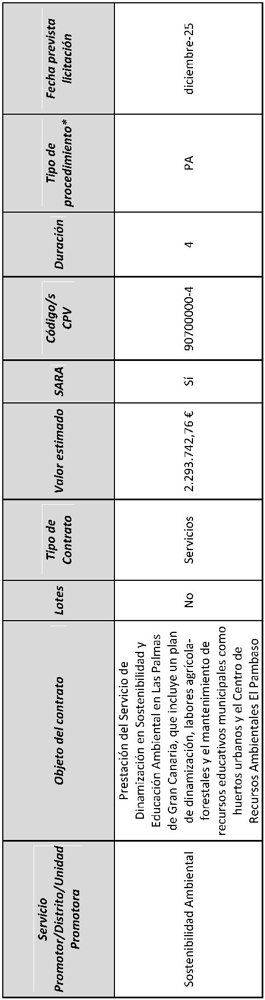 Servicio
Promotor/Distrito/Unidad
Promotora
Objeto del contrato
Lotes
Tipo de
Contrato
Valor estimado
SARA
Código/s
CPV
Duración
Tipo de
procedimiento*
Fecha prevista
licitación
Sostenibilidad Ambiental
Prestación del Servicio de
Dinamización en Sostenibilidad y
Educación Ambiental en Las Palmas
de Gran Canaria, que incluye un plan
de dinamización, labores agrícola-
forestales y el mantenimiento de
recursos educativos municipales como
huertos urbanos y el Centro de
Recursos Ambientales El Pambaso
No
Servicios
2.293.742,76 €
Sí
90700000-4
4
PA
diciembre-25